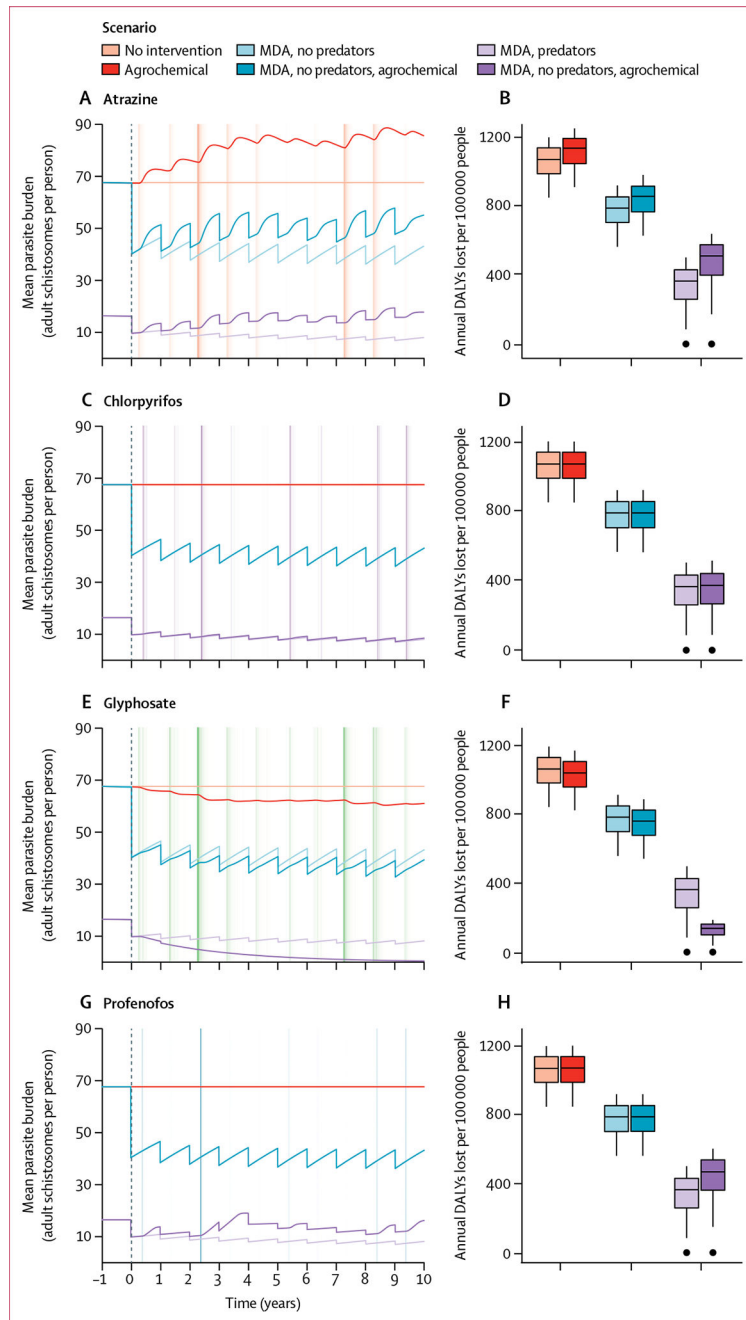 Scenario
No intervention
MDA, no predators
MDA, predators
Agrochemical
MDA, no predators, agrochemical
MDA, no predators, agrochemical
A Atrazine
B
90
70
50
30
10
Mean parasite burden
(adult schistosomes per person)
1200
800
400
0
Annual DALYs lost per 100 000 people
C Chlorpyrifos
D
90
70
50
30
10
Mean parasite burden
(adult schistosomes per person)
1200
800
400
0
Annual DALYs lost per 100 000 people
E Glyphosate
F
90
70
50
30
10
Mean parasite burden
(adult schistosomes per person)
1200
800
400
0
Annual DALYs lost per 100 000 people
G Profenofos
H
90
70
50
30
10
Mean parasite burden
(adult schistosomes per person)
–1 0 1 2 3 4 5 6 7 8 9 10
Time (years)
1200
800
400
0
Annual DALYs lost per 100 000 people